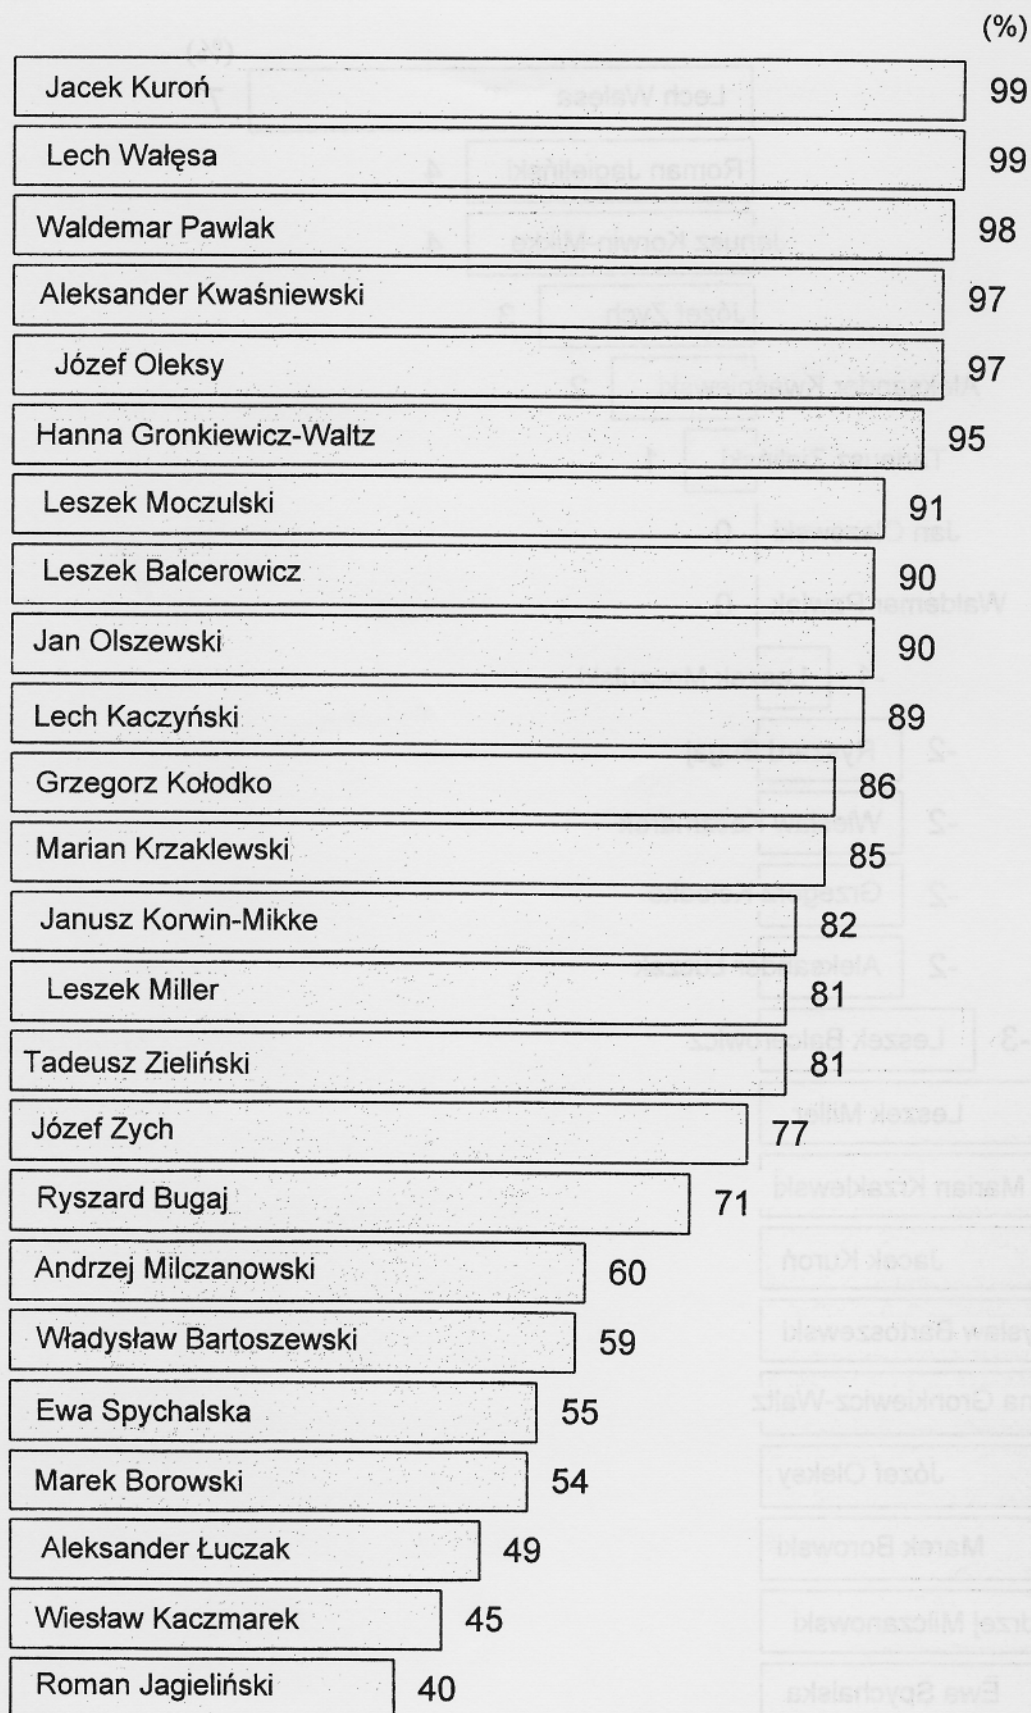 (%)
Jacek Kuroń 99
Lech Wałęsa 99
Waldemar Pawlak 98
Aleksander Kwaśniewski 97
Józef Oleksy 97
Hanna Gronkiewicz-Waltz 95
Leszek Moczulski 91
Leszek Balcerowicz 90
Jan Olszewski 90
Lech Kaczyński 89
Grzegorz Kołodko 86
Marian Krzaklewski 85
Janusz Korwin-Mikke 82
Leszek Miller 81
Tadeusz Zieliński 81
Józef Zych 77
Ryszard Bugaj 71
Andrzej Milczanowski 60
Władysław Bartoszewski 59
Ewa Spychalska 55
Marek Borowski 54
Aleksander Łuczak 49
Wiesław Kaczmarek 45
Roman Jagieliński 40